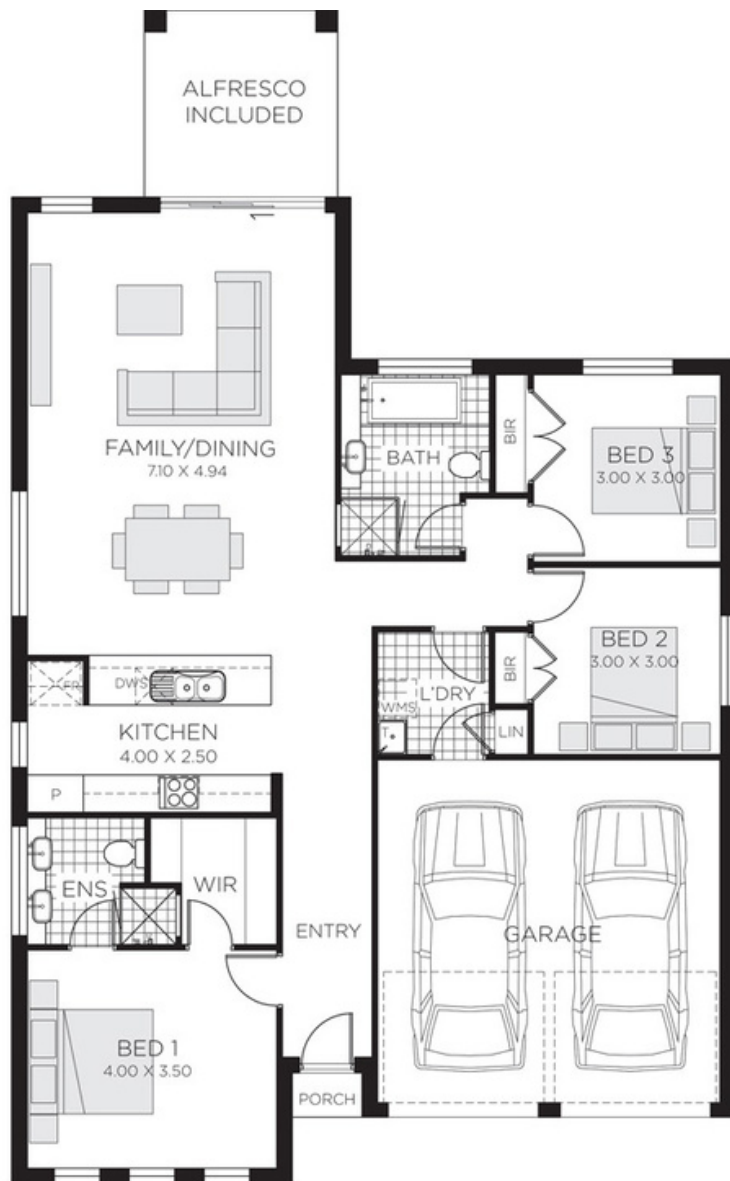 ALFRESCO
INCLUDED
FAMILY/DINING
7.10 X 4.94
BATH
BIR
BED 3
3.00 X 3.00
BED 2
3.00 X 3.00
BIR
L'DRY
WMS
T
LIN
DWS
KITCHEN
4.00 X 2.50
P
ENS
WIR
ENTRY
GARAGE
BED 1
4.00 X 3.50
PORCH